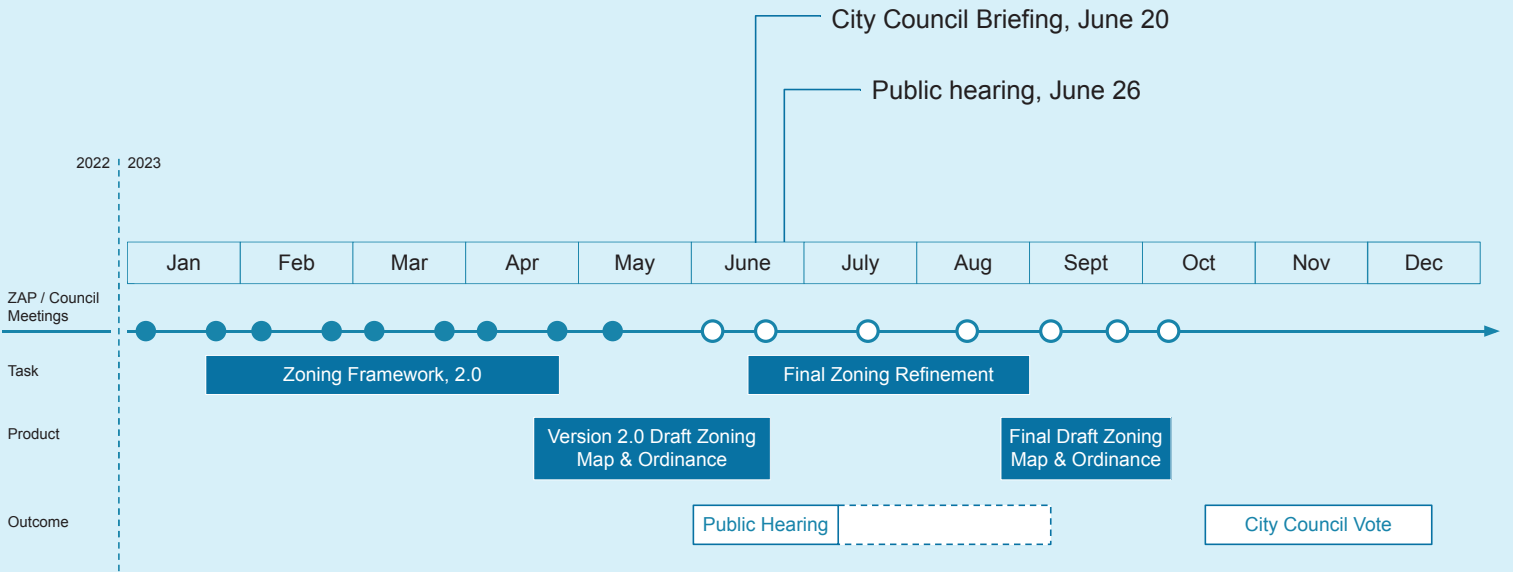 City Council Briefing, June 20
Public hearing, June 26
2022 2023
Jan Feb Mar Apr May June July Aug Sept Oct Nov Dec
ZAP / Council
Meetings
Task
Zoning Framework, 2.0
Final Zoning Refinement
Product
Version 2.0 Draft Zoning
Map & Ordinance
Final Draft Zoning
Map & Ordinance
Outcome
Public Hearing
City Council Vote